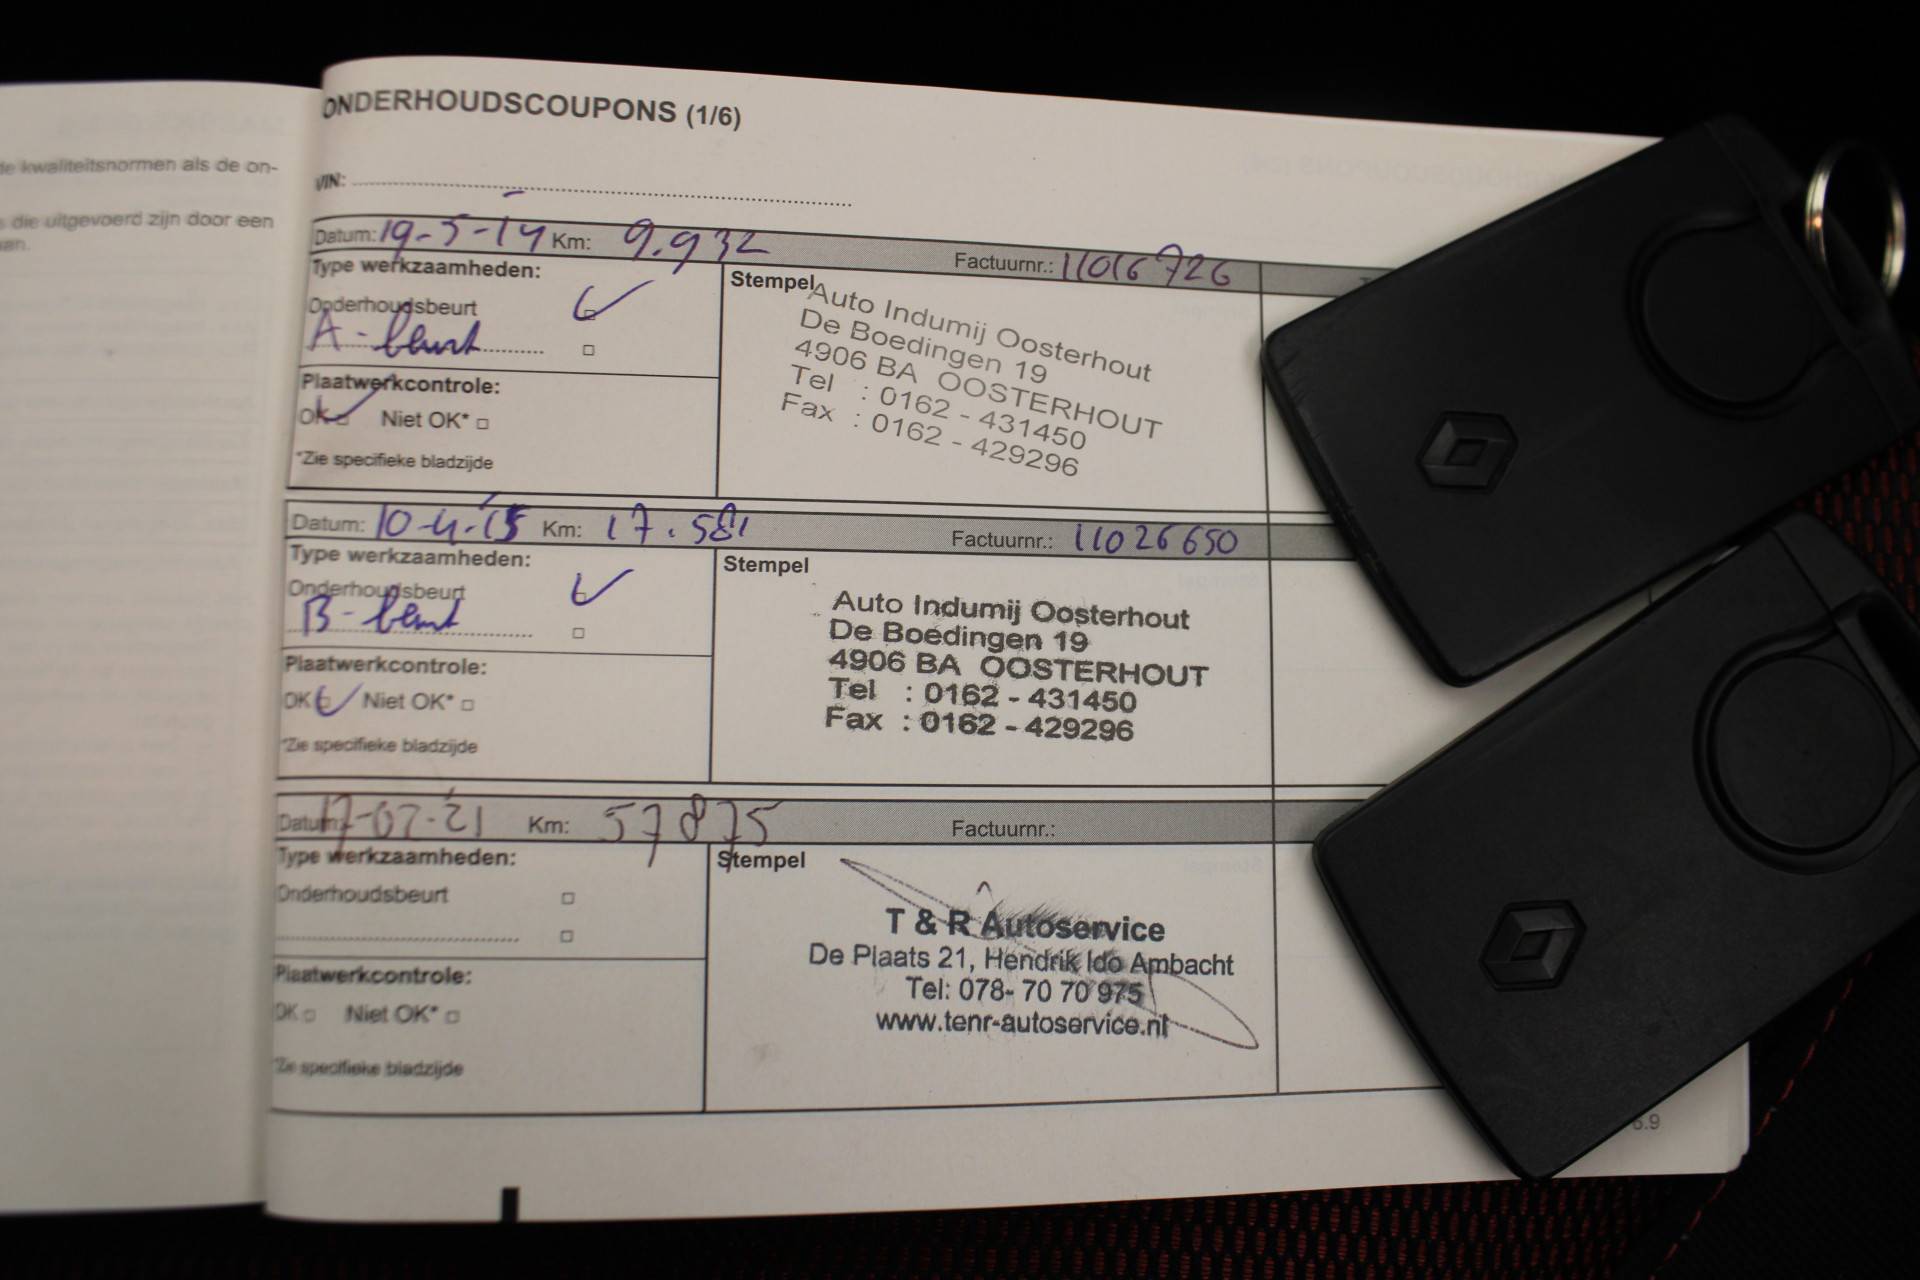 de kwaliteitsnormen als de on-
s die uitgevoerd zijn door een
ONDERHOUDSCOUPONS (1/6)
VIN:
Datum: 19-5-14 Km: 9.932 Factuurnr.: 11016726
Type werkzaamheden:
Onderhoudsbeurt
A-beurt
Plaatwerkcontrole:
OK Niet OK*
*Zie specifieke bladzijde
Stempel
Auto Indumij Oosterhout
De Boedingen 19
4906 BA OOSTERHOUT
Tel : 0162 - 431450
Fax : 0162 - 429296
Datum: 10-4-15 Km: 17.581 Factuurnr.: 11026650
Type werkzaamheden:
Onderhoudsbeurt
B-beurt
Plaatwerkcontrole:
OK Niet OK*
*Zie specifieke bladzijde
Stempel
Auto Indumij Oosterhout
De Boedingen 19
4906 BA OOSTERHOUT
Tel : 0162 - 431450
Fax : 0162 - 429296
Datum: 17-02-21 Km: 57875 Factuurnr.:
Type werkzaamheden:
Onderhoudsbeurt
Plaatwerkcontrole:
OK Niet OK*
*Zie specifieke bladzijde
Stempel
T & R Autoservice
De Plaats 21, Hendrik Ido Ambacht
Tel: 078- 70 70 975
www.tenr-autoservice.nl
6.9